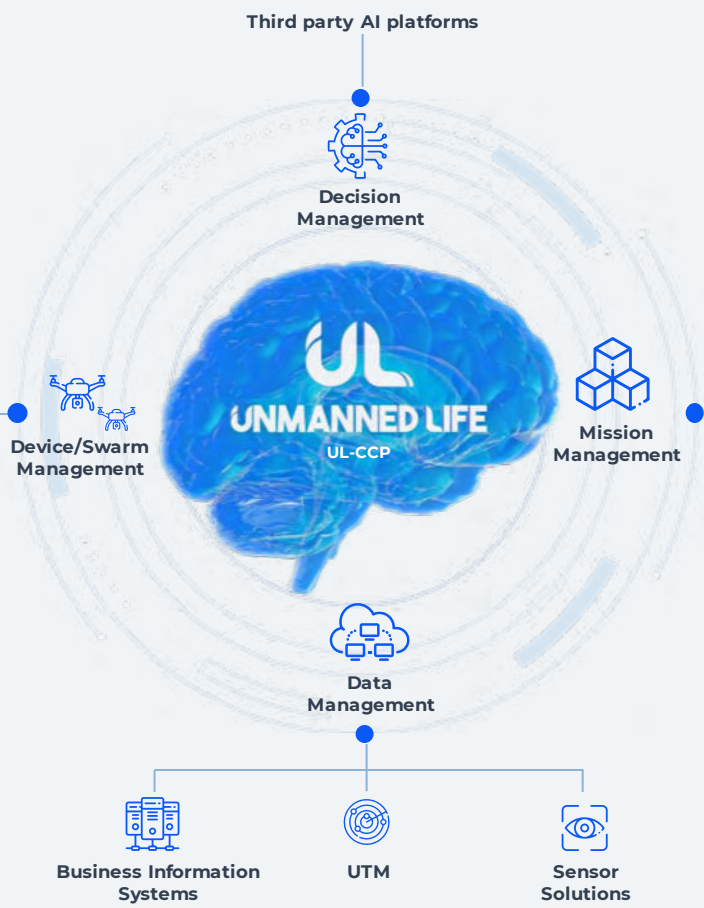 Third party AI platforms
Decision
Management
UL
UNMANNED LIFE
UL-CCP
Device/Swarm
Management
Mission
Management
Data
Management
Business Information
Systems
UTM
Sensor
Solutions